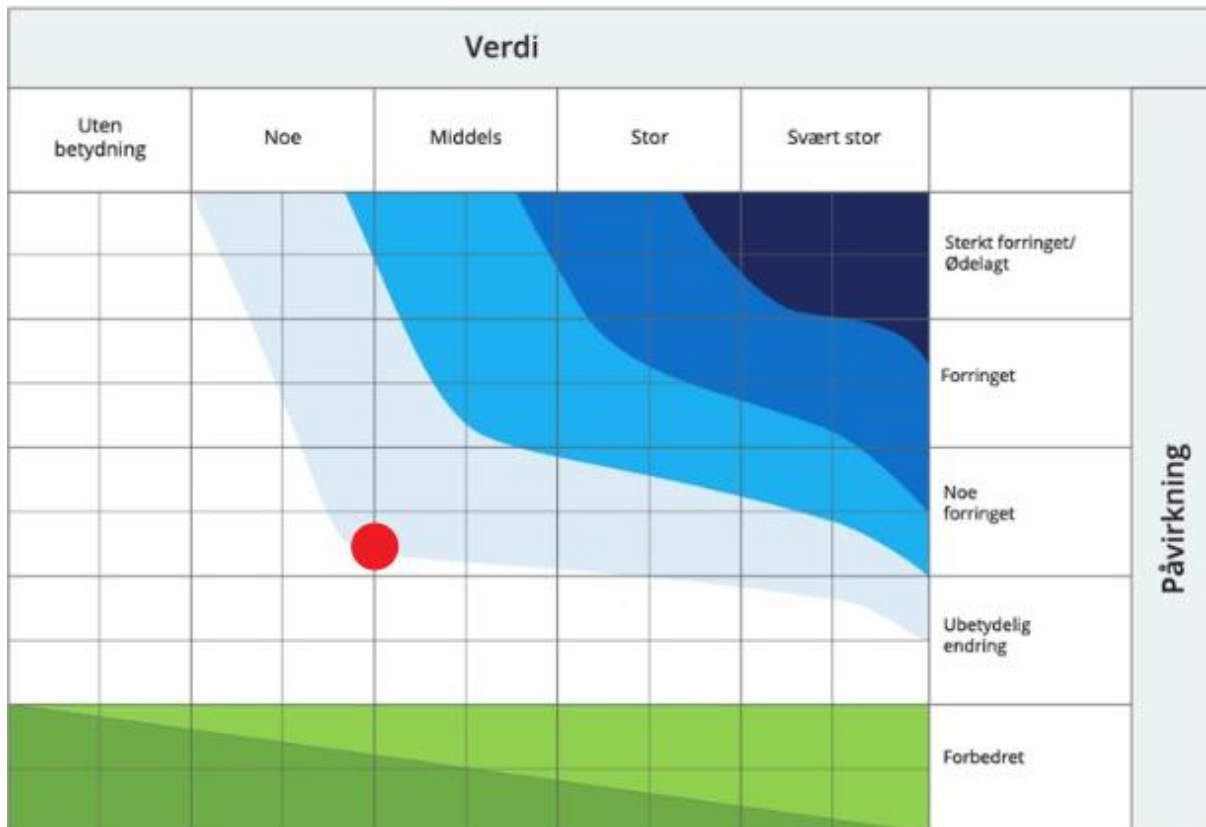 Verdi
Uten
betydning
Noe
Middels
Stor
Svært stor
Sterkt forringet/
Ødelagt
Forringet
Noe
forringet
Ubetydelig
endring
Forbedret
Påvirkning